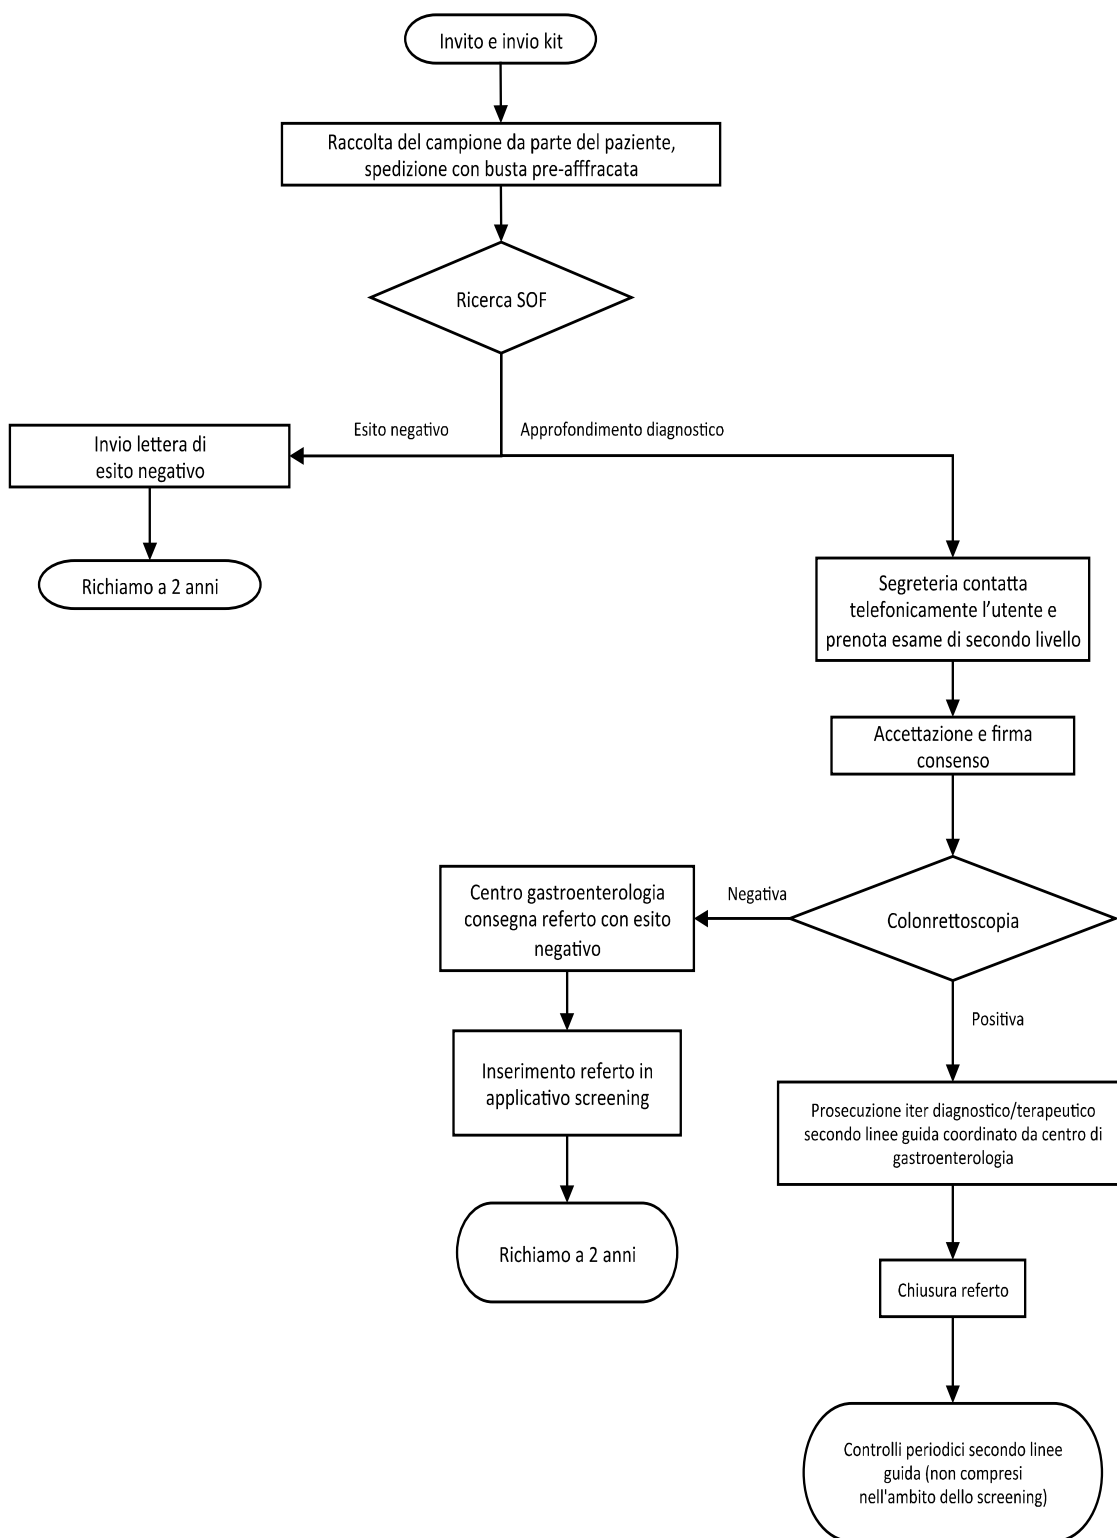 Invito e invio kit
Raccolta del campione da parte del paziente,
spedizione con busta pre-afffracata
Ricerca SOF
Esito negativo
Approfondimento diagnostico
Invio lettera di
esito negativo
Richiamo a 2 anni
Segreteria contatta
telefonicamente l'utente e
prenota esame di secondo livello
Accettazione e firma
consenso
Colonrettoscopia
Negativa
Centro gastroenterologia
consegna referto con esito
negativo
Positiva
Inserimento referto in
applicativo screening
Richiamo a 2 anni
Prosecuzione iter diagnostico/terapeutico
secondo linee guida coordinato da centro di
gastroenterologia
Chiusura referto
Controlli periodici secondo linee
guida (non compresi
nell'ambito dello screening)